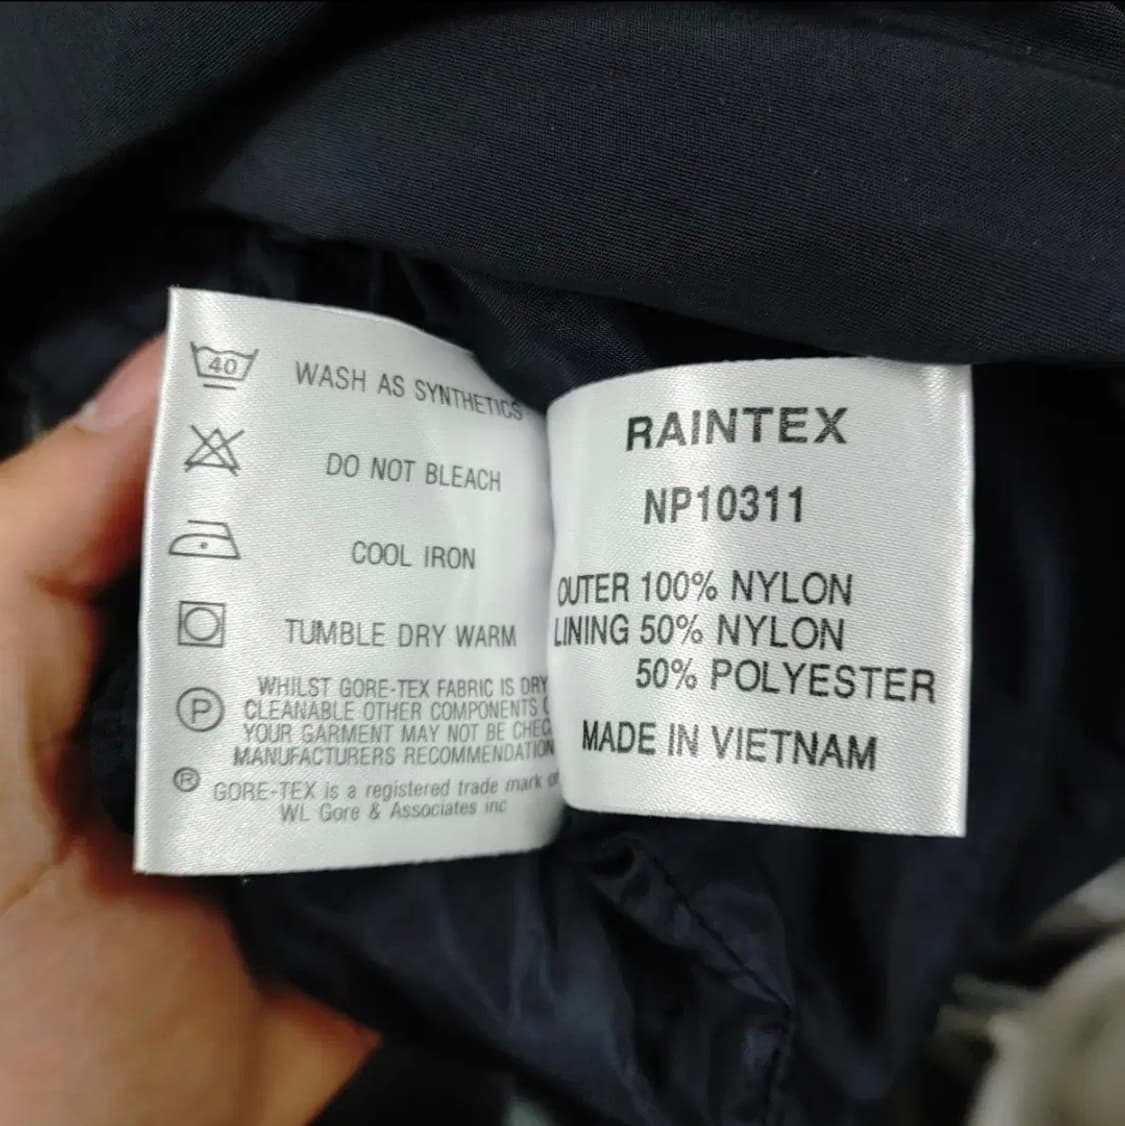 40 WASH AS SYNTHETICS
DO NOT BLEACH
COOL IRON
TUMBLE DRY WARM
WHILST GORE-TEX FABRIC IS DRY
P CLEANABLE OTHER COMPONENTS
YOUR GARMENT MAY NOT BE
MANUFACTURERS RECOMMENDATION
® GORE-TEX is a registered trade mark of
WL Gore & Associates inc
RAINTEX
NP10311
OUTER 100% NYLON
LINING 50% NYLON
50% POLYESTER
MADE IN VIETNAM